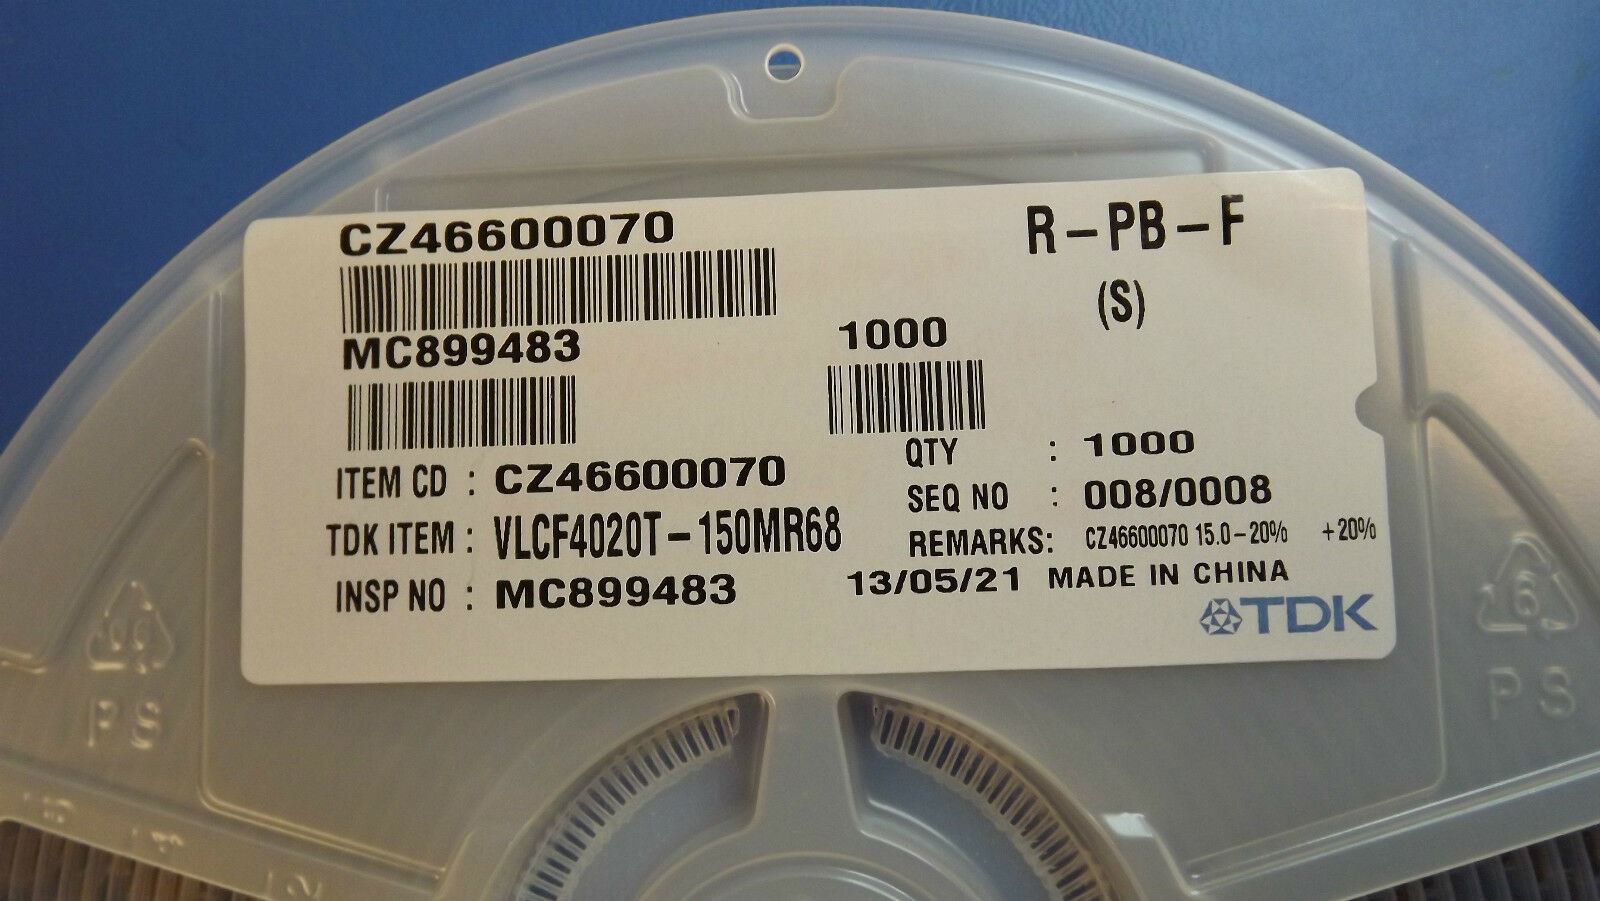 CZ46600070
R-PB-F
(S)
MC899483
1000
ITEM CD : CZ46600070
QTY : 1000
SEQ NO : 008/0008
TDK ITEM : VLCF4020T-150MR68
REMARKS: CZ46600070 15.0-20% +20%
INSP NO : MC899483
13/05/21 MADE IN CHINA
TDK
PS
6
PS